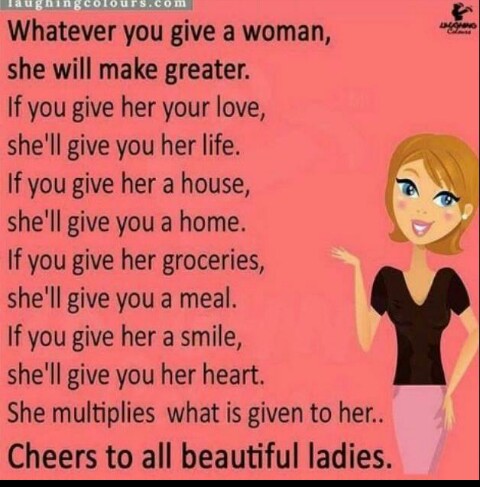 laughingcolours.com
LAUGHING
Colours
Whatever you give a woman,
she will make greater.
If you give her your love,
she'll give you her life.
If you give her a house,
she'll give you a home.
If you give her groceries,
she'll give you a meal.
If you give her a smile,
she'll give you her heart.
She multiplies  what is given to her..
Cheers to all beautiful ladies.